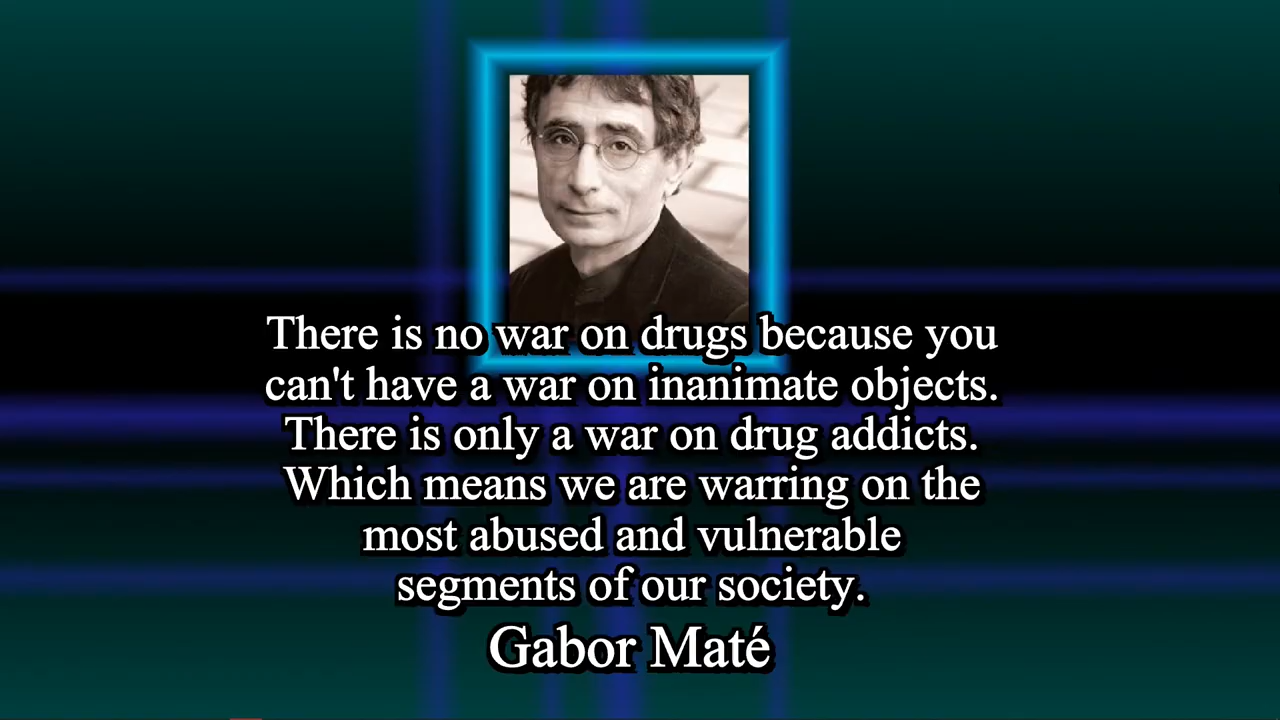 There is no war on drugs because you
can't have a war on inanimate objects.
There is only a war on drug addicts.
Which means we are warring on the
most abused and vulnerable
segments of our society.
Gabor Maté